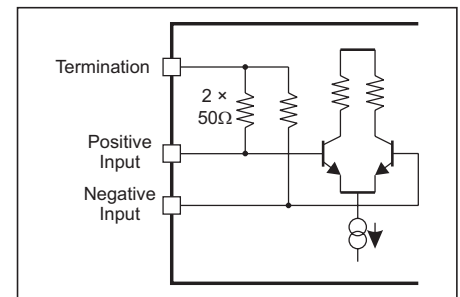 Termination
2 ×
50Ω
Positive
Input
Negative
Input